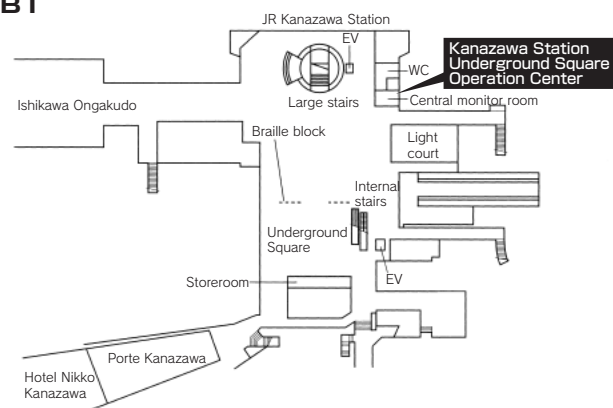 B1
JR Kanazawa Station
EV
Kanazawa Station
Underground Square
Operation Center
WC
Ishikawa Ongakudo
Large stairs
Central monitor room
Braille block
Light
court
Internal
stairs
Underground
Square
EV
Storeroom
Porte Kanazawa
Hotel Nikko
Kanazawa